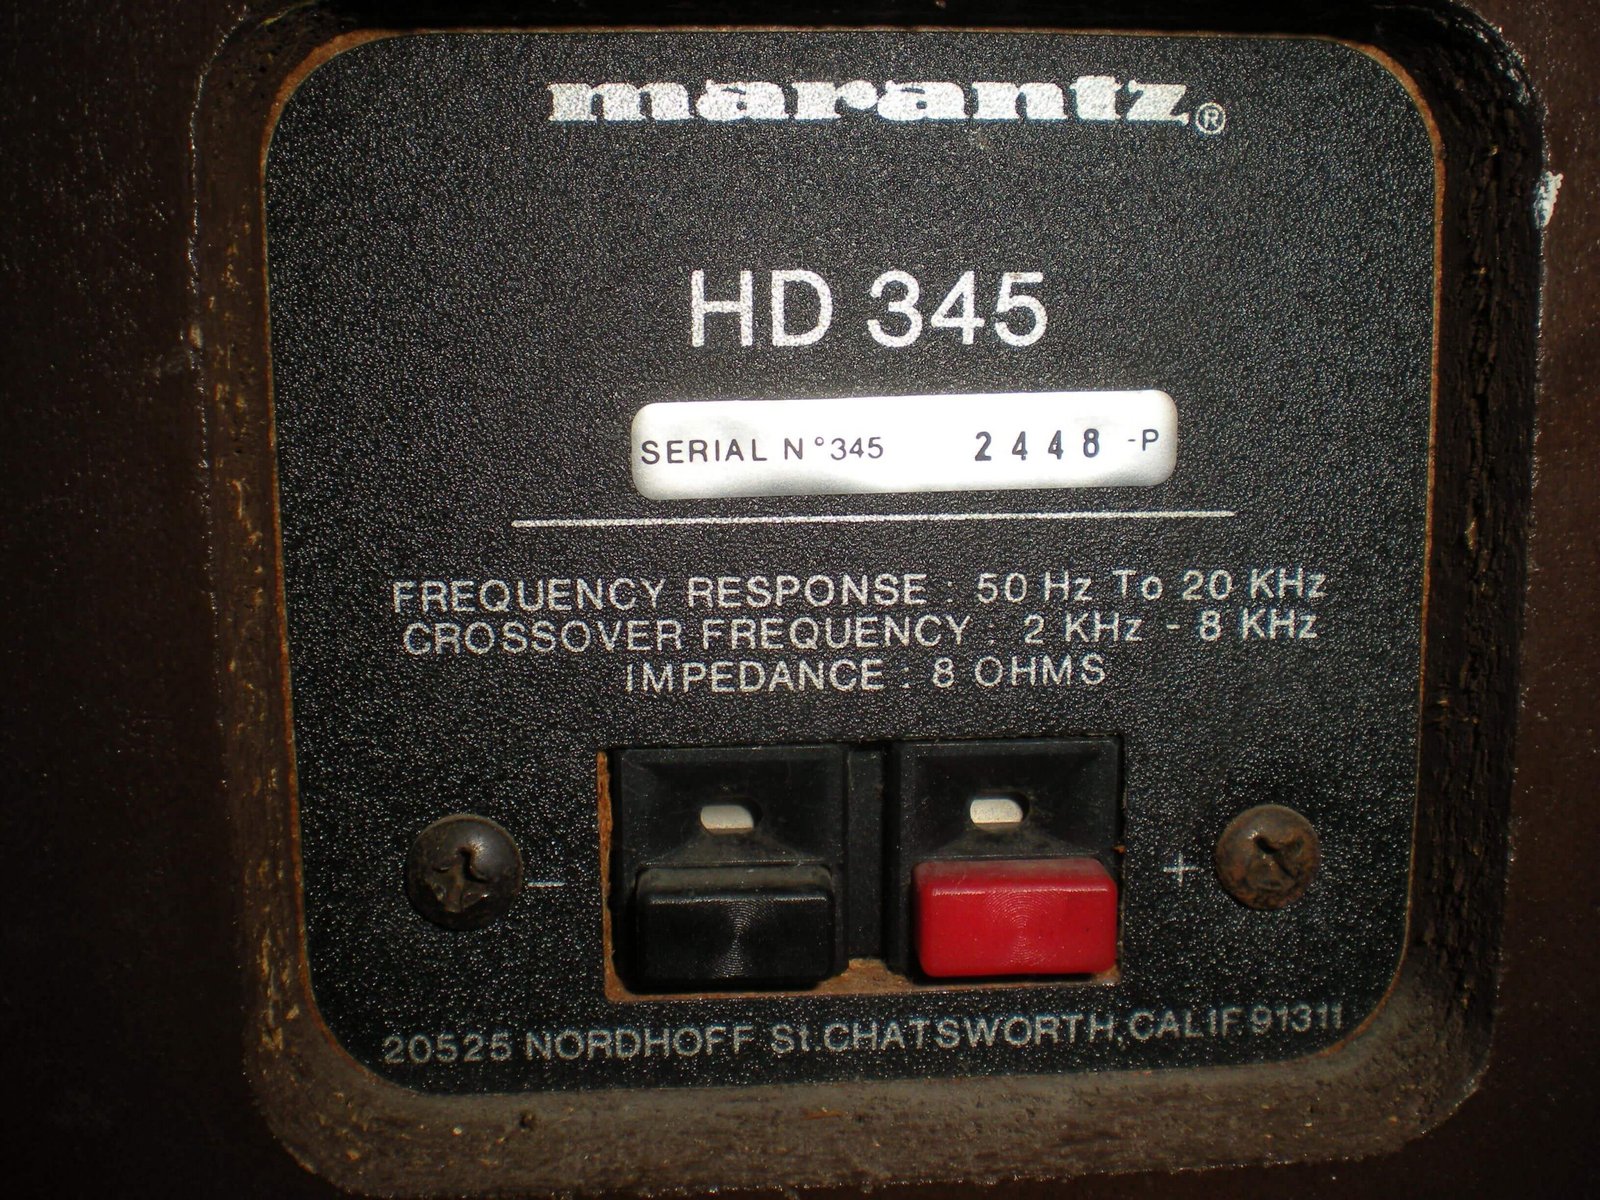 marantz®
HD 345
SERIAL N°345 2448 -P
FREQUENCY RESPONSE : 50 Hz To 20 KHz
CROSSOVER FREQUENCY : 2 KHz - 8 KHz
IMPEDANCE : 8 OHMS
- +
20525 NORDHOFF St. CHATSWORTH, CALIF 91311